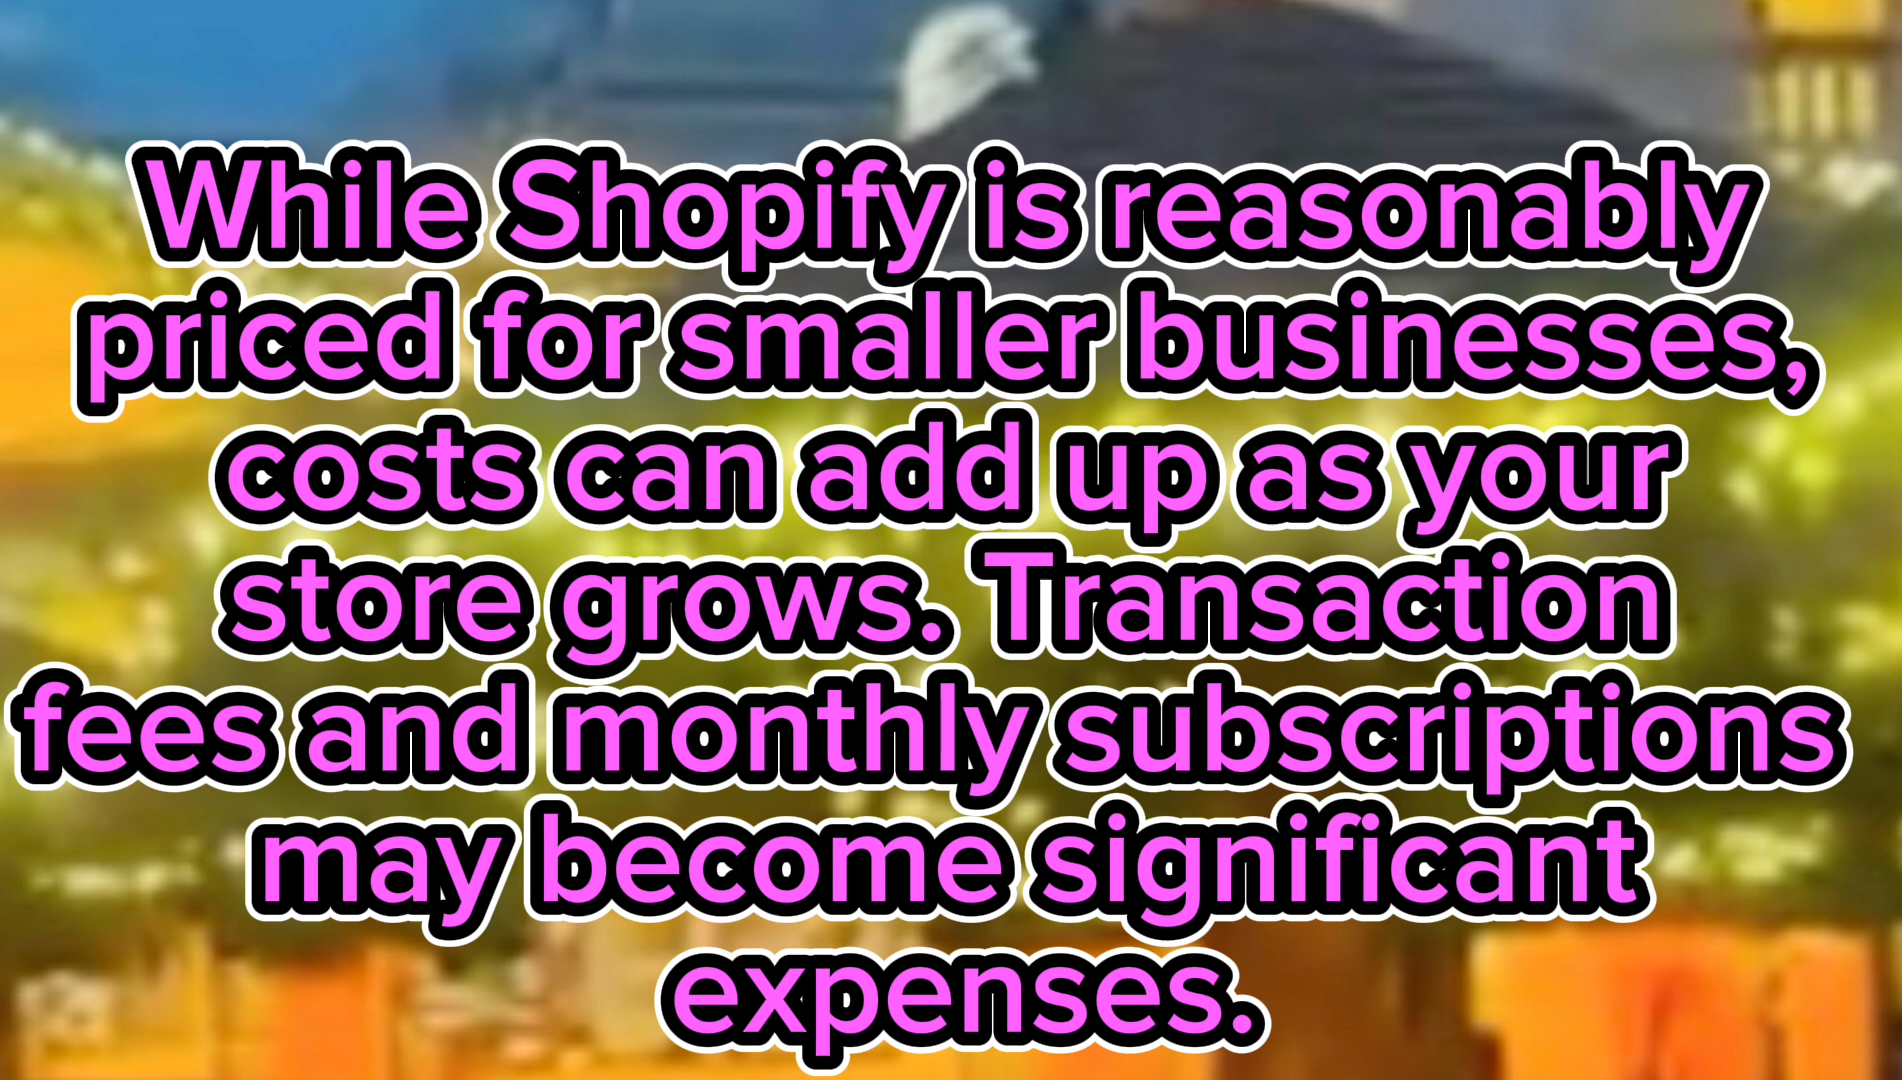 While Shopify is reasonably
priced for smaller businesses,
costs can add up as your
store grows. Transaction
fees and monthly subscriptions
may become significant
expenses.